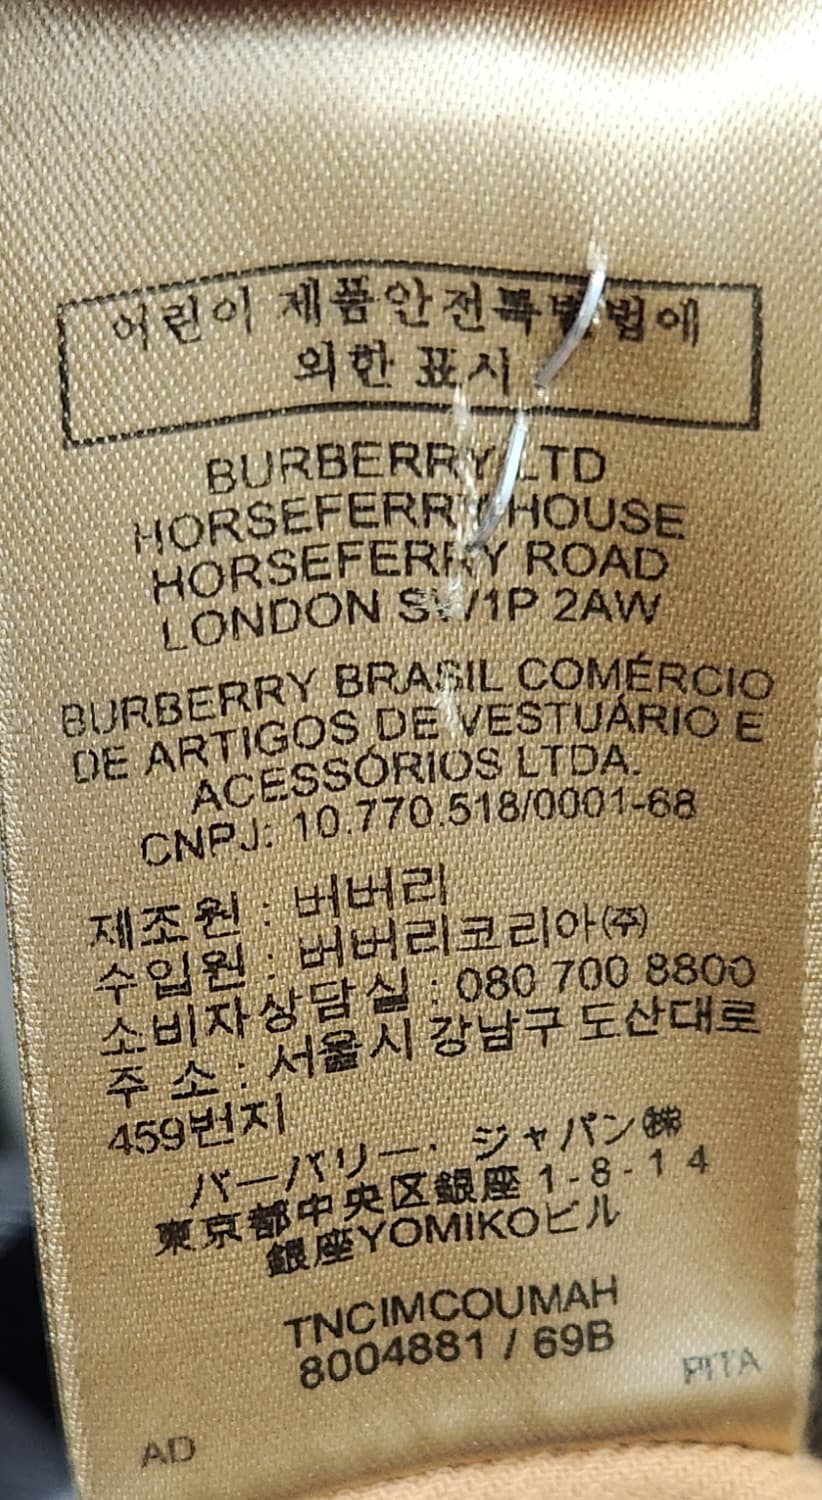 어린이 제품안전특별법에
의한 표시
BURBERRY LTD
HORSEFERRY HOUSE
HORSEFERRY ROAD
LONDON SW1P 2AW
BURBERRY BRASIL COMÉRCIO
DE ARTIGOS DE VESTUÁRIO E
ACESSÓRIOS LTDA.
CNPJ: 10.770.518/0001-68
제조원 : 버버리
수입원 : 버버리코리아㈜
소비자상담실 : 080 700 8800
주 소 : 서울시 강남구 도산대로
459번지
バーバリー・ジャパン㈱
東京都中央区銀座 1-8-14
銀座YOMIKOビル
TNCIMCOUMAH
8004881 / 69B
PITA
AD